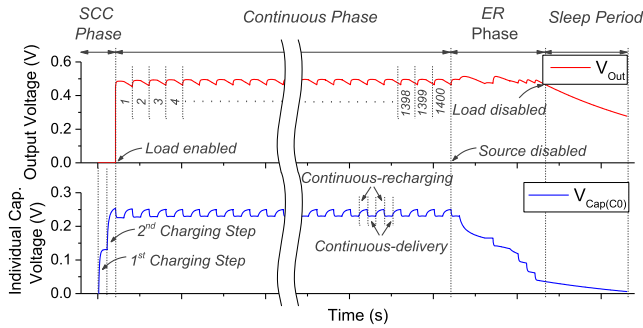 SCC
Phase
Continuous Phase
ER
Phase
Sleep Period
Output Voltage (V)
0.6
0.4
0.2
0.0
1
2
3
4
1398
1399
1400
V_Out
Load enabled
Load disabled
Source disabled
Individual Cap.
Voltage (V)
0.3
0.2
0.1
0.0
Continuous-recharging
Continuous-delivery
V_Cap(C0)
2nd Charging Step
1st Charging Step
Time (s)